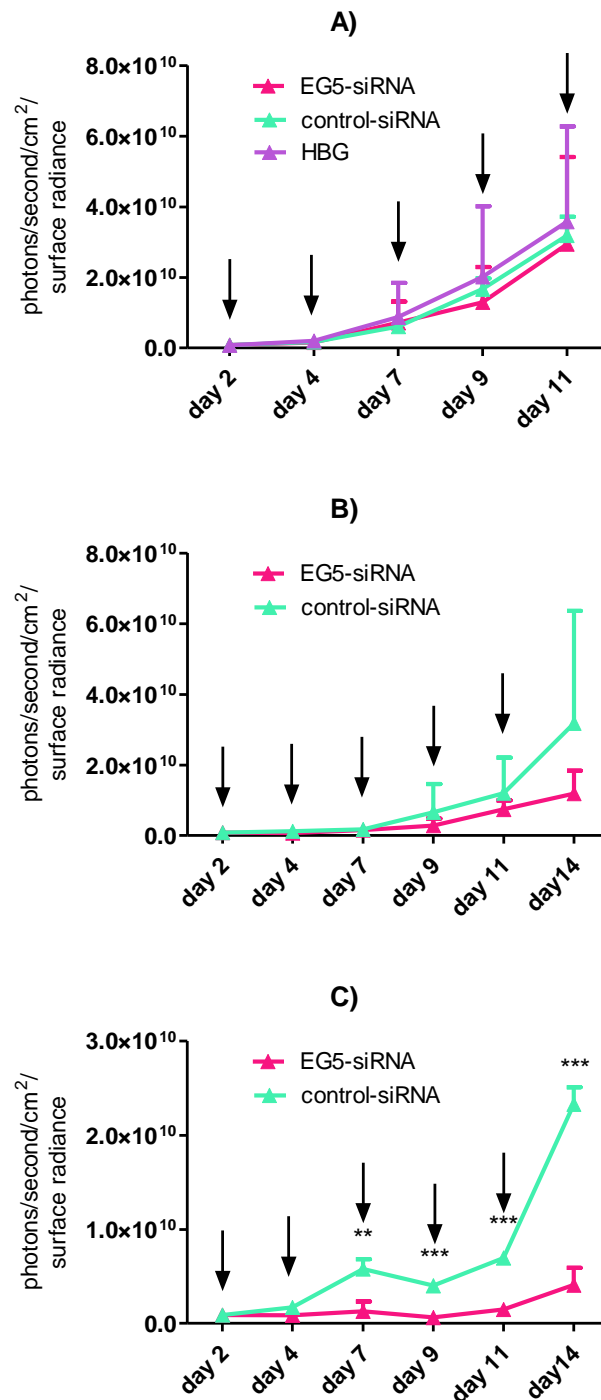 A)
photons/second/cm²/
surface radiance
8.0×10¹⁰
6.0×10¹⁰
4.0×10¹⁰
2.0×10¹⁰
0.0
EG5-siRNA
control-siRNA
HBG
day 2
day 4
day 7
day 9
day 11
B)
photons/second/cm²/
surface radiance
8.0×10¹⁰
6.0×10¹⁰
4.0×10¹⁰
2.0×10¹⁰
0.0
EG5-siRNA
control-siRNA
day 2
day 4
day 7
day 9
day 11
day14
C)
photons/second/cm²/
surface radiance
3.0×10¹⁰
2.0×10¹⁰
1.0×10¹⁰
0.0
EG5-siRNA
control-siRNA
**
***
***
***
day 2
day 4
day 7
day 9
day 11
day14